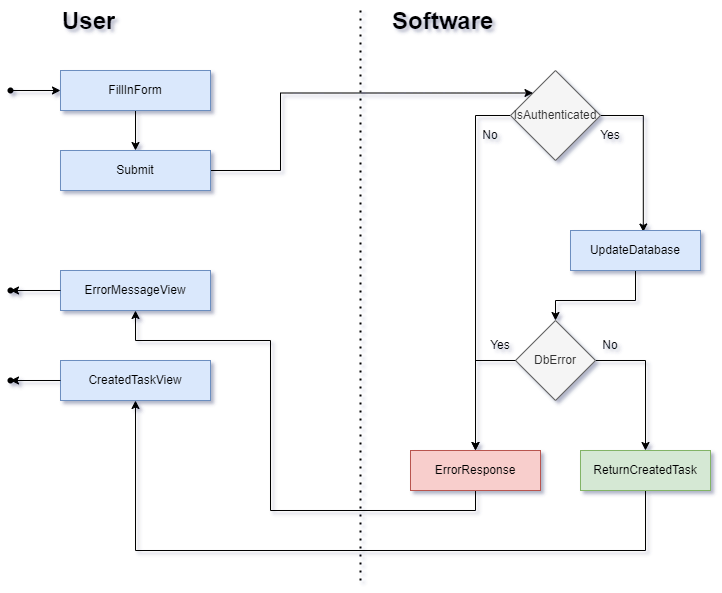 User
Software
FillInForm
IsAuthenticated
No
Yes
Submit
UpdateDatabase
ErrorMessageView
Yes
No
DbError
CreatedTaskView
ErrorResponse
ReturnCreatedTask